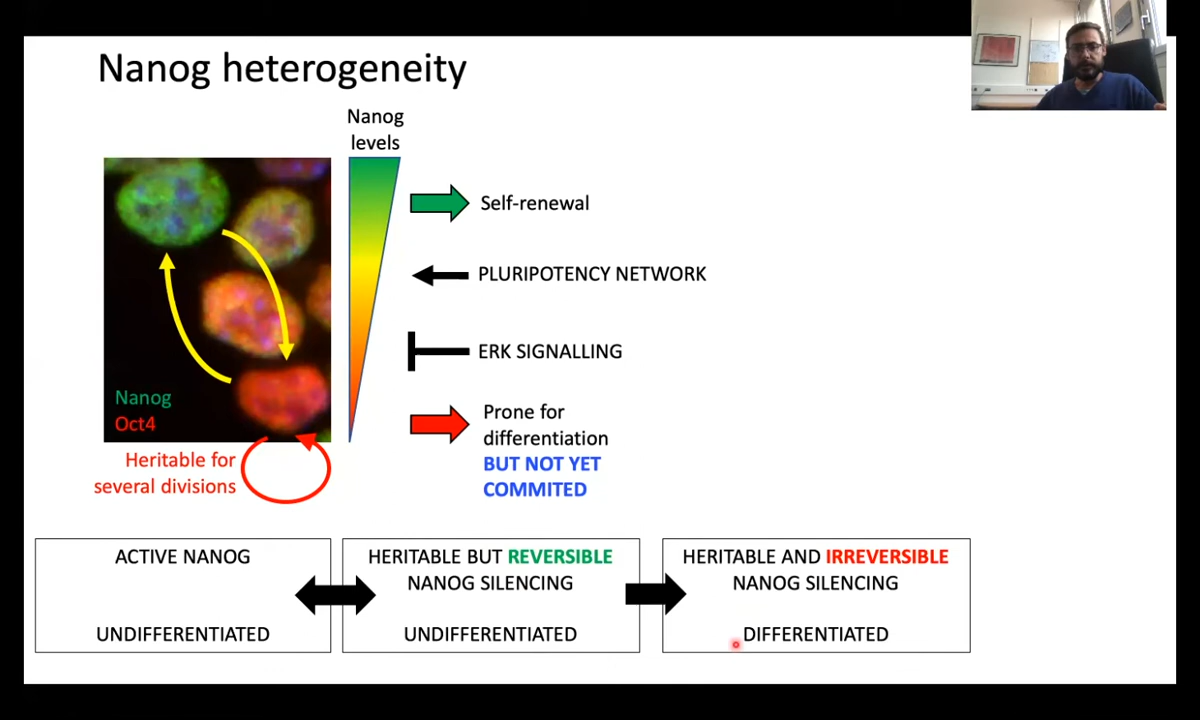 Nanog heterogeneity
Nanog
levels
Self-renewal
PLURIPOTENCY NETWORK
ERK SIGNALLING
Nanog
Oct4
Prone for
differentiation
BUT NOT YET
COMMITED
Heritable for
several divisions
ACTIVE NANOG
UNDIFFERENTIATED
HERITABLE BUT REVERSIBLE
NANOG SILENCING
UNDIFFERENTIATED
HERITABLE AND IRREVERSIBLE
NANOG SILENCING
DIFFERENTIATED